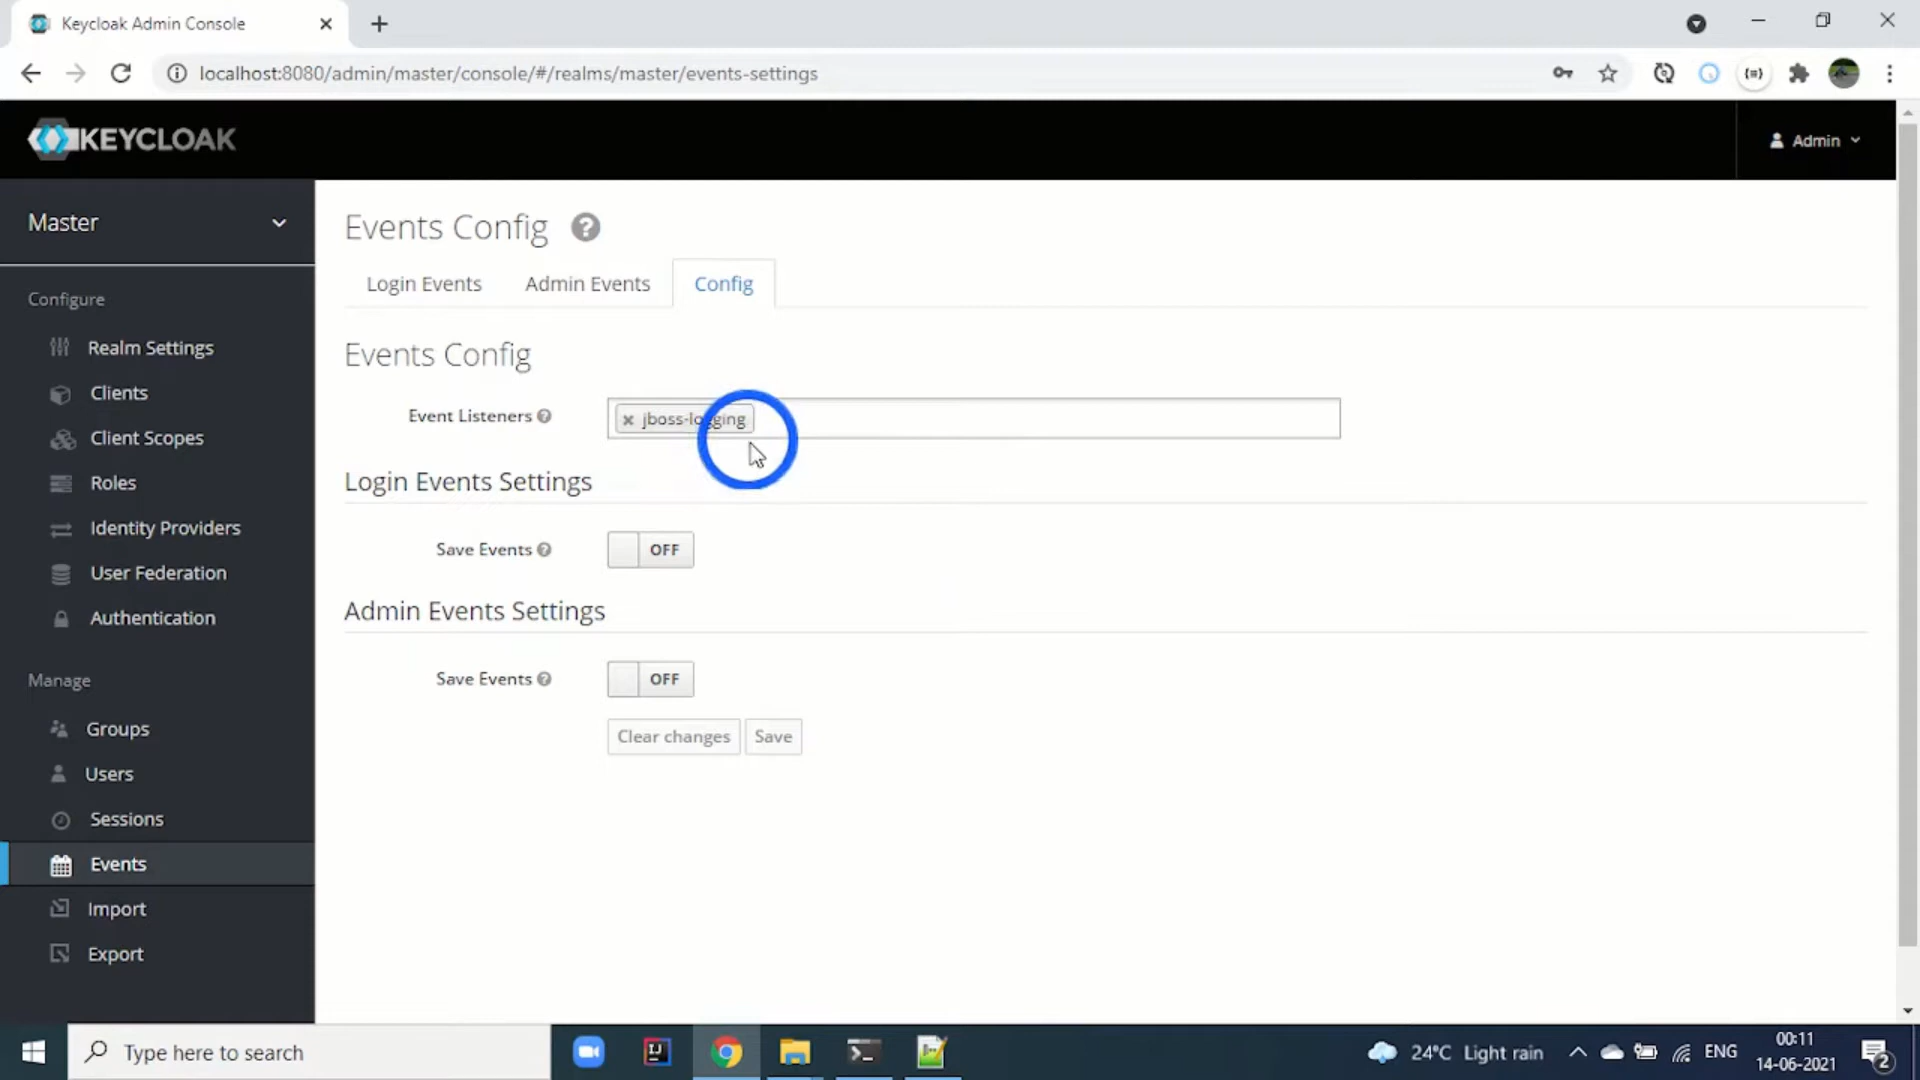 Keycloak Admin Console
localhost:8080/admin/master/console/#/realms/master/events-settings
KEYCLOAK
Admin
Master
Configure
Realm Settings
Clients
Client Scopes
Roles
Identity Providers
User Federation
Authentication
Manage
Groups
Users
Sessions
Events
Import
Export
Events Config
Login Events Admin Events Config
Events Config
Event Listeners jboss-logging
Login Events Settings
Save Events OFF
Admin Events Settings
Save Events OFF
Clear changes Save
Type here to search
24°C Light rain
ENG
00:11
14-06-2021
2